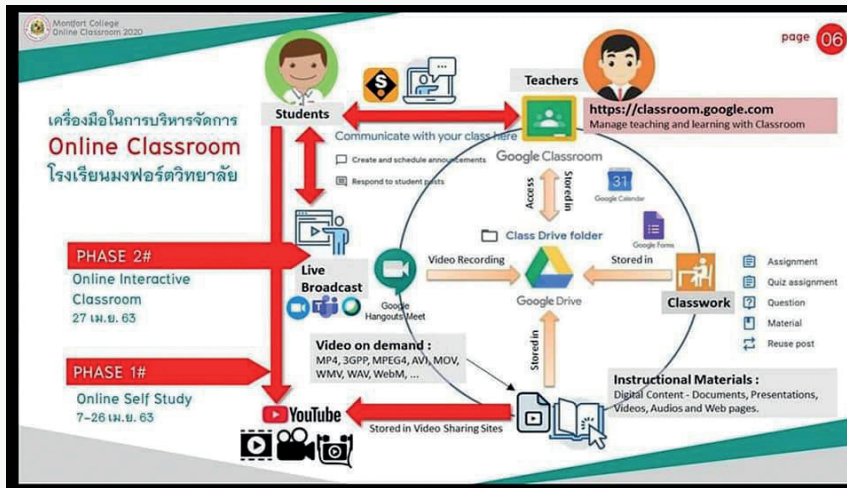 Montfort College
Online Classroom 2020
page 06
เครื่องมือในการบริหารจัดการ
Online Classroom
โรงเรียนมงฟอร์ตวิทยาลัย
Students
S
Teachers
https://classroom.google.com
Manage teaching and learning with Classroom
Communicate with your class here
Create and schedule announcements
Respond to student posts
Google Classroom
Access
Stored in
31
Google Calendar
Google Forms
Class Drive folder
PHASE 2#
Online Interactive
Classroom
27 เม.ย. 63
Live
Broadcast
Google
Hangouts Meet
Video Recording
Google Drive
Stored in
Classwork
Assignment
Quiz assignment
Question
Material
Reuse post
Video on demand :
MP4, 3GPP, MPEG4, AVI, MOV,
WMV, WAV, WebM, ...
Stored in
PHASE 1#
Online Self Study
7-26 เม.ย. 63
Instructional Materials :
Digital Content - Documents, Presentations,
Videos, Audios and Web pages.
YouTube
Stored in Video Sharing Sites